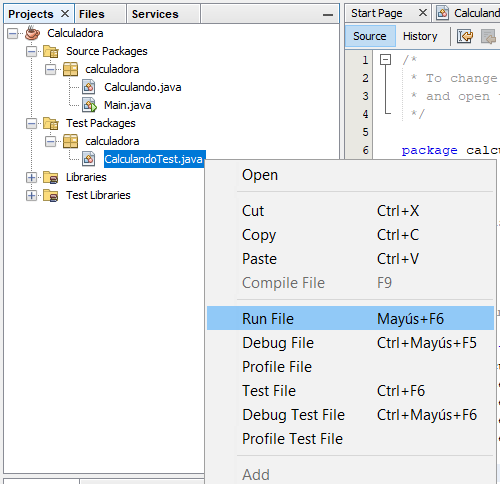 Projects Files Services
Calculadora
Source Packages
calculadora
Calculando.java
Main.java
Test Packages
calculadora
CalculandoTest.java
Libraries
Test Libraries
Start Page Calculand
Source History
1 /*
2 * To change
3 * and open
4 */
5
6 package calc
Open
Cut Ctrl+X
Copy Ctrl+C
Paste Ctrl+V
Compile File F9
Run File Mayús+F6
Debug File Ctrl+Mayús+F5
Profile File
Test File Ctrl+F6
Debug Test File Ctrl+Mayús+F6
Profile Test File
Add